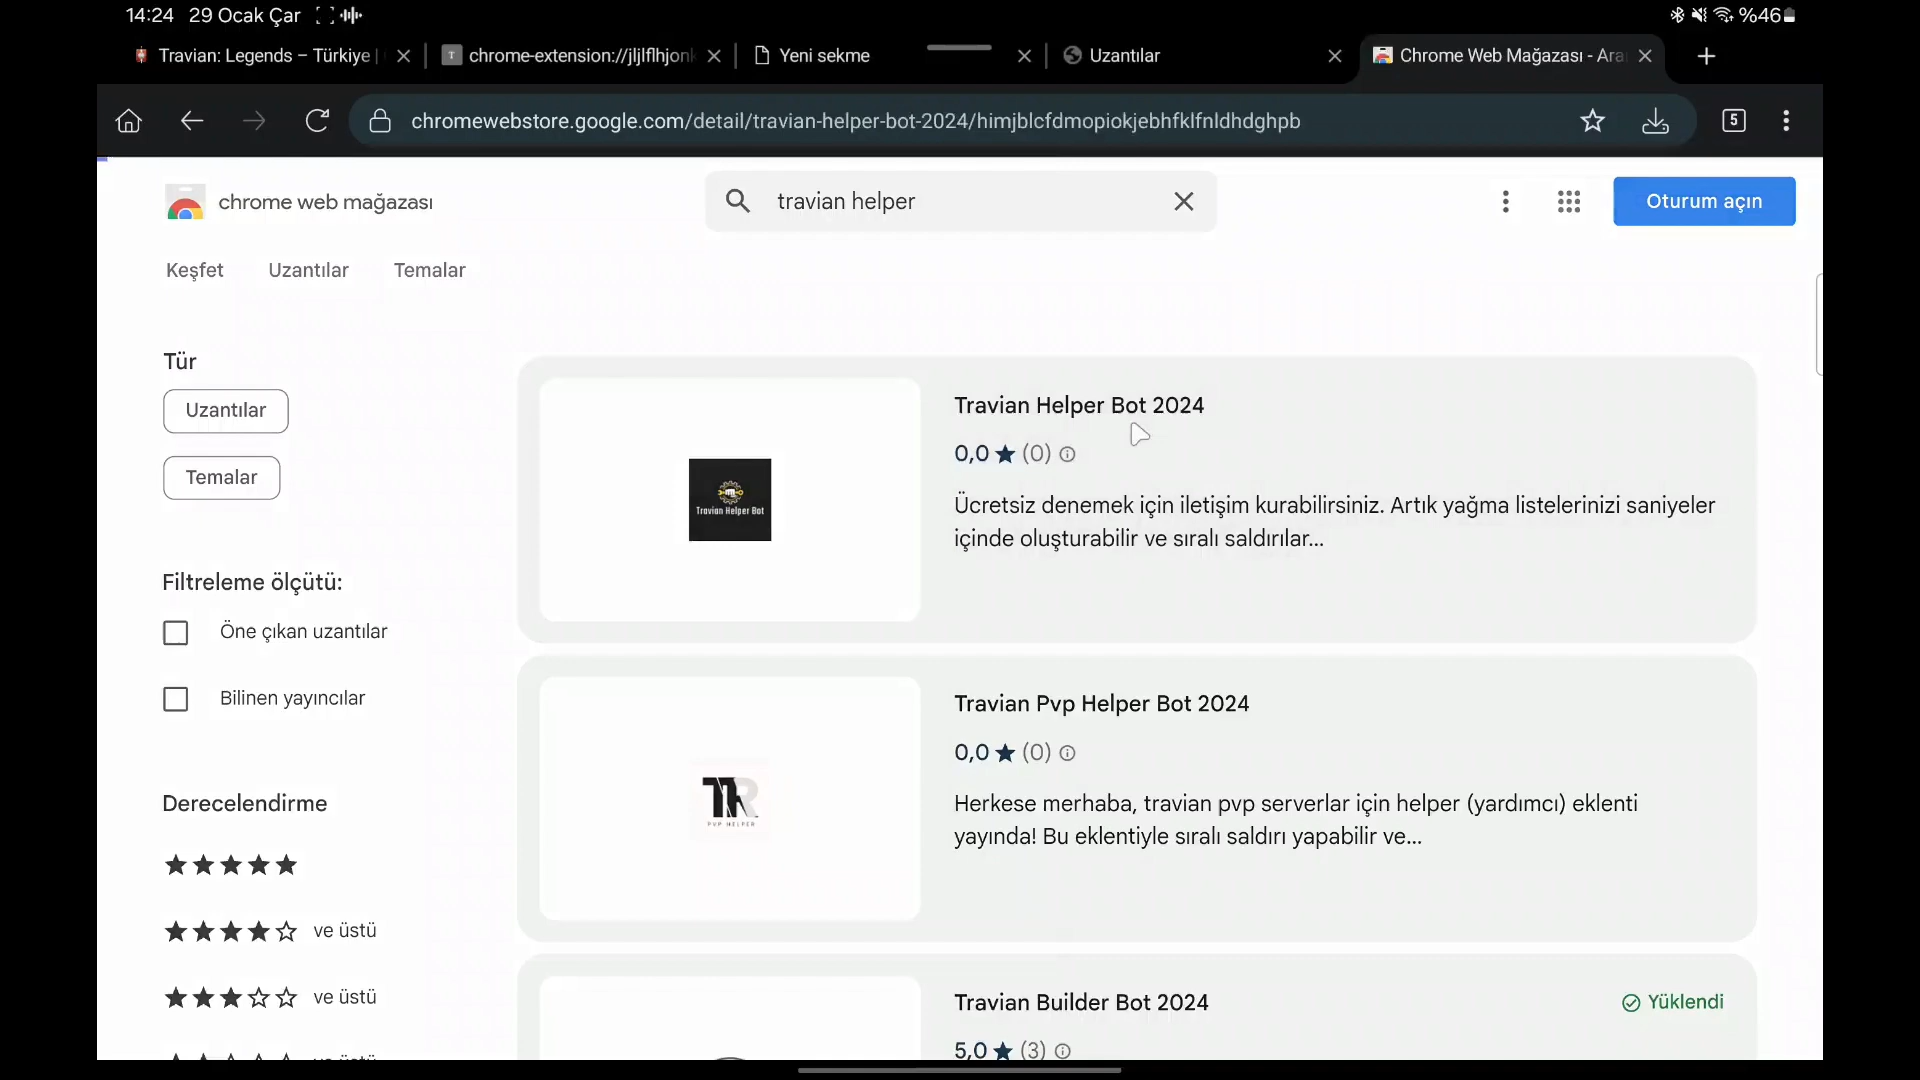 14:24 29 Ocak Çar
%46
Travian: Legends – Türkiye |
chrome-extension://jljlflhjonk
Yeni sekme
Uzantılar
Chrome Web Mağazası - Ara
chromewebstore.google.com/detail/travian-helper-bot-2024/himjblcfdmopiokjebhfklfnldhdghpb
5
chrome web mağazası
travian helper
Oturum açın
Keşfet Uzantılar Temalar
Tür
Uzantılar
Temalar
Filtreleme ölçütü:
Öne çıkan uzantılar
Bilinen yayıncılar
Derecelendirme
ve üstü
ve üstü
ve üstü
Travian Helper Bot
Travian Helper Bot 2024
0,0 ★ (0)
Ücretsiz denemek için iletişim kurabilirsiniz. Artık yağma listelerinizi saniyeler
içinde oluşturabilir ve sıralı saldırılar...
TR
PVP HELPER
Travian Pvp Helper Bot 2024
0,0 ★ (0)
Herkese merhaba, travian pvp serverlar için helper (yardımcı) eklenti
yayında! Bu eklentiyle sıralı saldırı yapabilir ve...
Travian Builder Bot 2024
Yüklendi
5,0 ★ (3)